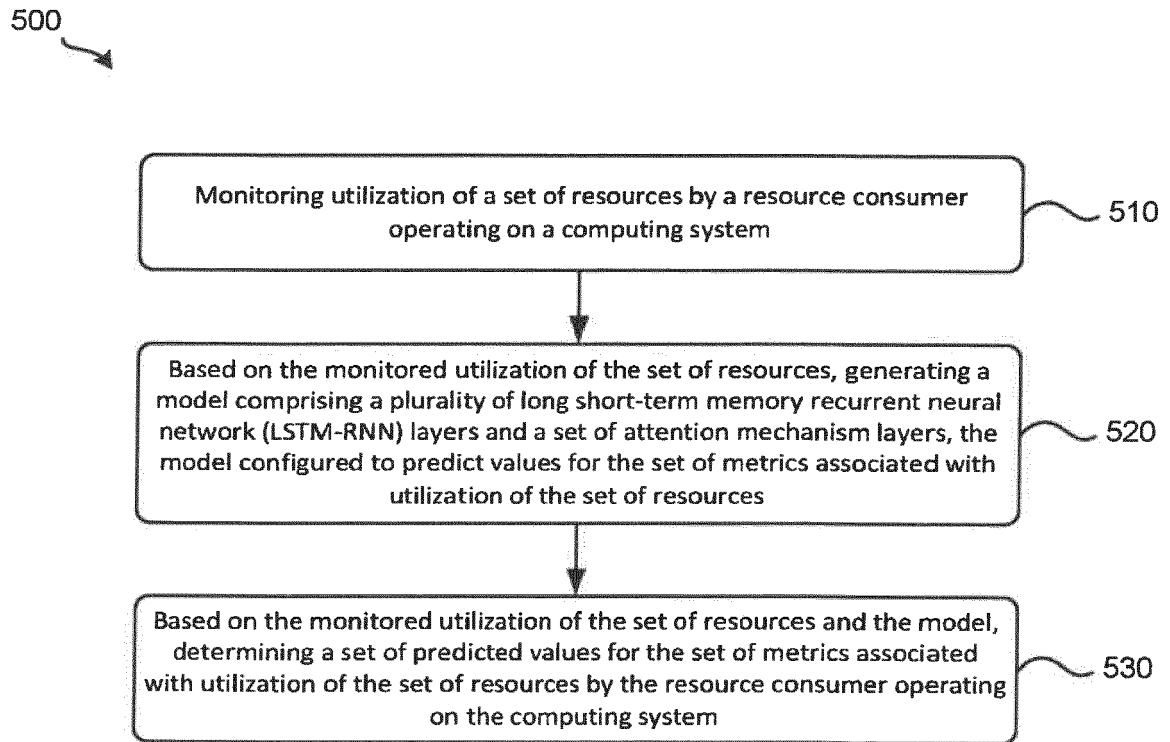 500
Monitoring utilization of a set of resources by a resource consumer
operating on a computing system
510
Based on the monitored utilization of the set of resources, generating a
model comprising a plurality of long short-term memory recurrent neural
network (LSTM-RNN) layers and a set of attention mechanism layers, the
model configured to predict values for the set of metrics associated with
utilization of the set of resources
520
Based on the monitored utilization of the set of resources and the model,
determining a set of predicted values for the set of metrics associated
with utilization of the set of resources by the resource consumer operating
on the computing system
530